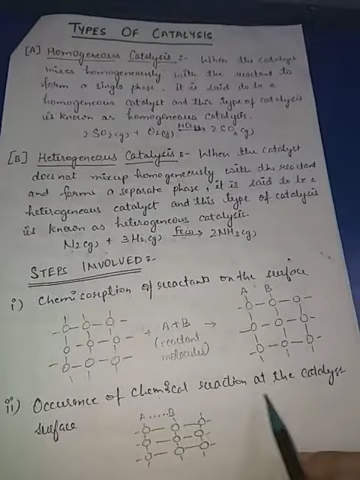 TYPES OF CATALYSIS
[A] Homogeneous Catalysis :- When the catalyst
mixes homogeneously with the reactant to
form a single phase, it is said to be a
homogeneous catalyst and this type of catalysis
is known as homogeneous catalysis.
2SO2(g) + O2(g) NO(g)→ 2SO3(g)
[B] Heterogeneous Catalysis :- When the catalyst
does not mix up homogeneously with the reactant
and forms a separate phase, it is said to be a
heterogeneous catalyst and this type of catalysis
is known as heterogeneous catalysis.
N2(g) + 3H2(g) Fe(s)→ 2NH3(g)
STEPS INVOLVED :-
i) Chemisorption of reactants on the surface
A B
+ A+B →
(reactant
molecules)
ii) Occurence of chemical reaction at the catalyst
surface
A.....B